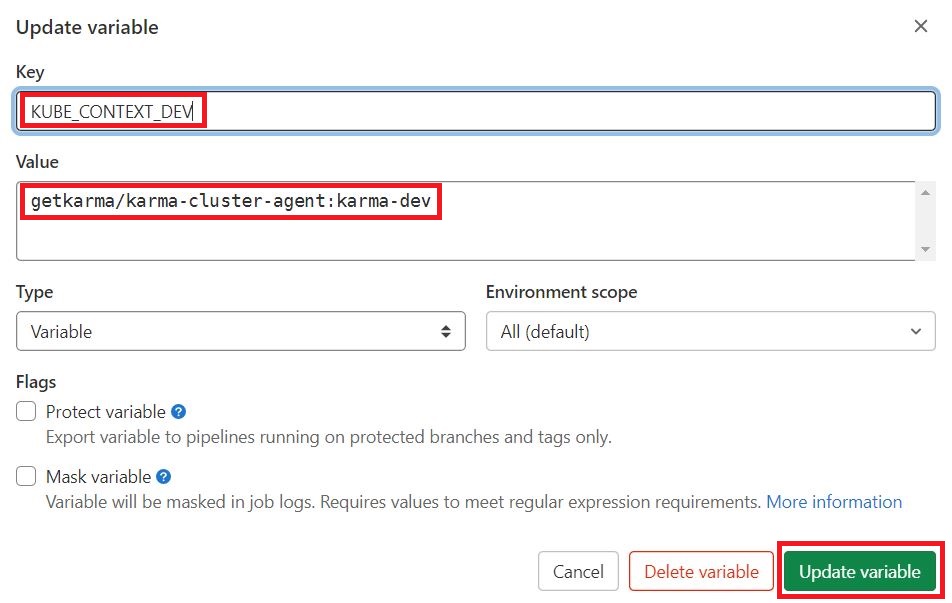 Update variable
Key
KUBE_CONTEXT_DEV
Value
getkarma/karma-cluster-agent:karma-dev
Type
Environment scope
Variable
All (default)
Flags
Protect variable ?
Export variable to pipelines running on protected branches and tags only.
Mask variable ?
Variable will be masked in job logs. Requires values to meet regular expression requirements. More information
Cancel
Delete variable
Update variable